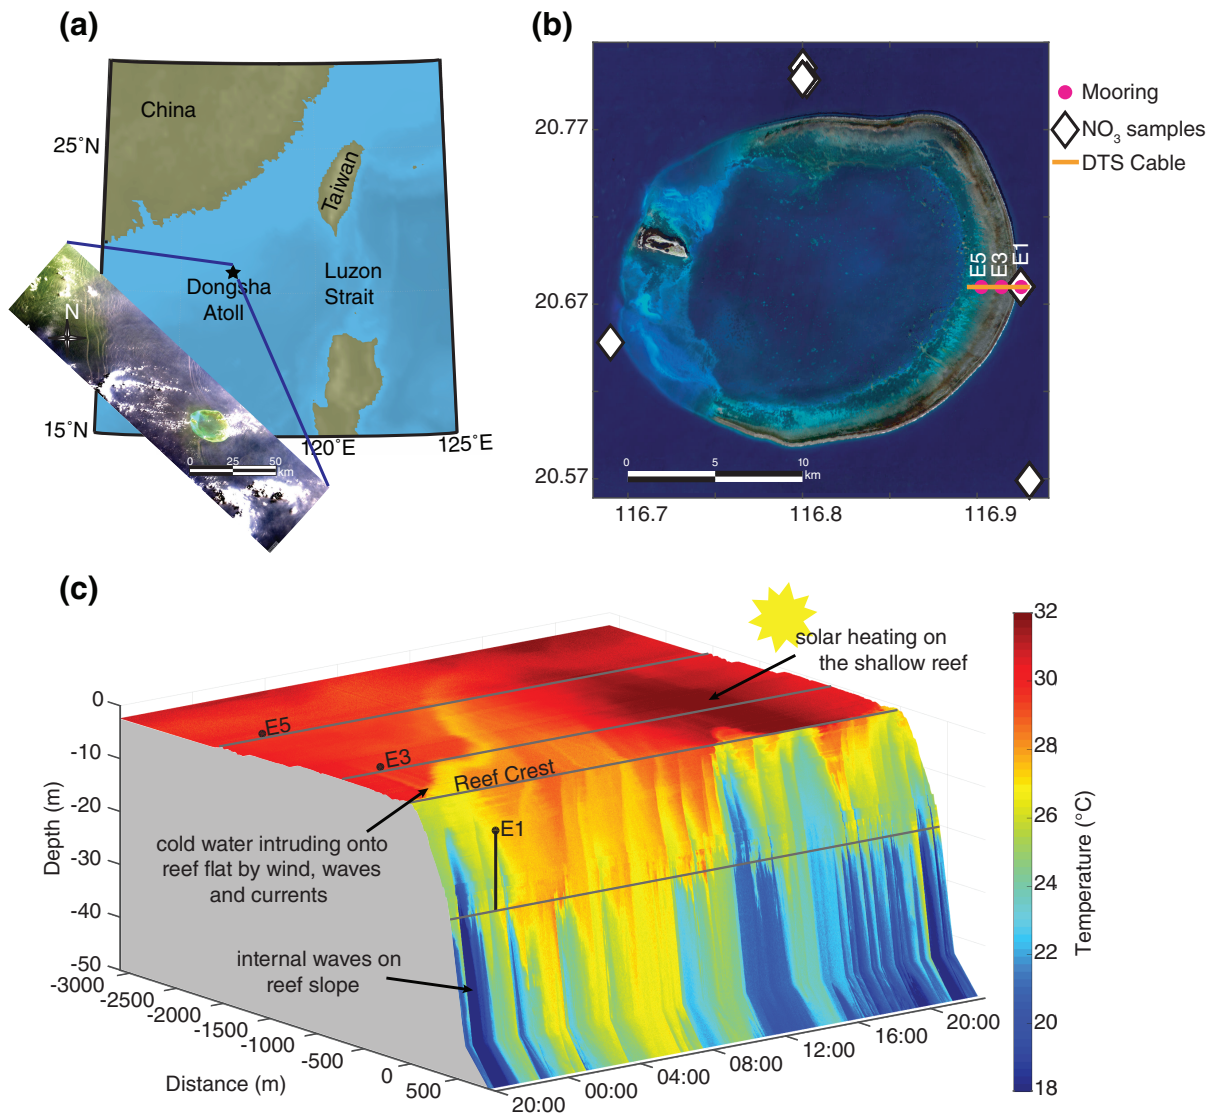 (a)
China
25°N
Taiwan
Luzon
Strait
Dongsha
Atoll
N
15°N
120°E
125°E
0 25 50
km
(b)
20.77
20.67
20.57
E5
E3
E1
0 5 10
km
116.7 116.8 116.9
Mooring
NO3 samples
DTS Cable
(c)
solar heating on
the shallow reef
E5
E3
Reef Crest
E1
cold water intruding onto
reef flat by wind, waves
and currents
internal waves on
reef slope
Depth (m)
0
-10
-20
-30
-40
-50
-3000
-2500
-2000
-1500
-1000
-500
0
500
Distance (m)
20:00
00:00
04:00
08:00
12:00
16:00
20:00
32
30
28
26
24
22
20
18
Temperature (°C)